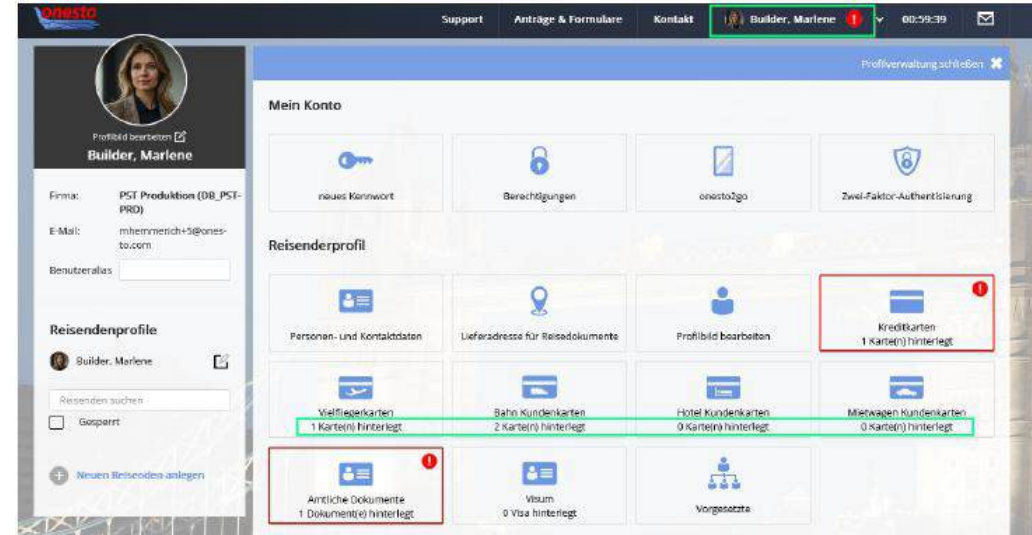 onesto
Support Anträge & Formulare Kontakt Builder, Marlene 00:59:39
Profilverwaltung schließen
Profilbild bearbeiten
Builder, Marlene
Firma: PST Produktion (DB_PST-
PRD)
E-Mail: mhemmerich+5@ones-
to.com
Benutzeralias
Reisendenprofile
Builder, Marlene
Reisenden suchen
Gesperrt
Neuen Reisenden anlegen
Mein Konto
neues Kennwort
Berechtigungen
onesto2go
Zwei-Faktor-Authentisierung
Reisenderprofil
Personen- und Kontaktdaten
Lieferadresse für Reisedokumente
Profilbild bearbeiten
Kreditkarten
1 Karte(n) hinterlegt
Vielfliegerkarten
1 Karte(n) hinterlegt
Bahn Kundenkarten
2 Karte(n) hinterlegt
Hotel Kundenkarten
0 Karte(n) hinterlegt
Mietwagen Kundenkarten
0 Karte(n) hinterlegt
Amtliche Dokumente
1 Dokument(e) hinterlegt
Visum
0 Visa hinterlegt
Vorgesetzte